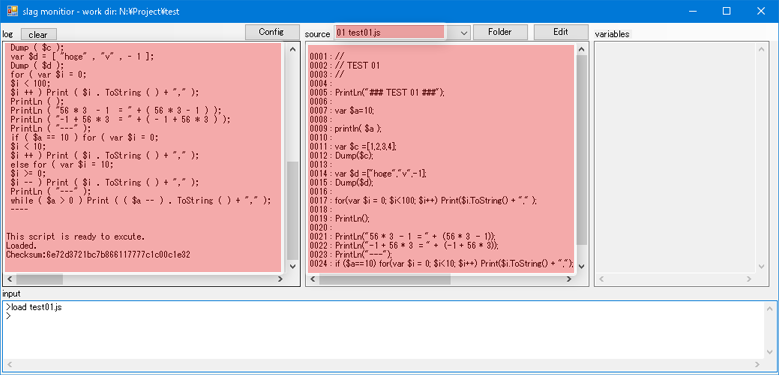 slag monitior - work dir: N:¥Project¥test
log
clear
Config
source
01 test01.js
Folder
Edit
variables
Dump ( $c );
var $d = [ "hoge" , "v" , - 1 ];
Dump ( $d );
for ( var $i = 0;
$i < 100;
$i ++ ) Print ( $i . ToString ( ) + "," );
PrintLn ( );
PrintLn ( "56 * 3 - 1 = " + ( 56 * 3 - 1 ) );
PrintLn ( "-1 + 56 * 3 = " + ( - 1 + 56 * 3 ) );
PrintLn ( "---" );
if ( $a == 10 ) for ( var $i = 0;
$i < 10;
$i ++ ) Print ( $i . ToString ( ) + "," );
else for ( var $i = 10;
$i >= 0;
$i -- ) Print ( $i . ToString ( ) + "," );
PrintLn ( "---" );
while ( $a > 0 ) Print ( ( $a -- ) . ToString ( ) + "," );
----
This script is ready to excute.
Loaded.
Checksum:6e72d3721bc7b866117777c1c00c1e32
0001 : //
0002 : // TEST 01
0003 : //
0004 :
0005 : PrintLn("### TEST 01 ###");
0006 :
0007 : var $a=10;
0008 :
0009 : println( $a );
0010 :
0011 : var $c =[1,2,3,4];
0012 : Dump($c);
0013 :
0014 : var $d =["hoge","v",-1];
0015 : Dump($d);
0016 :
0017 : for(var $i = 0; $i<100; $i++) Print($i.ToString() + "," );
0018 :
0019 : PrintLn();
0020 :
0021 : PrintLn("56 * 3 - 1 = " + (56 * 3 - 1));
0022 : PrintLn("-1 + 56 * 3 = " + (-1 + 56 * 3));
0023 : PrintLn("---");
0024 : if ($a==10) for(var $i = 0; $i<10; $i++) Print($i.ToString() + ",");
input
>load test01.js
>